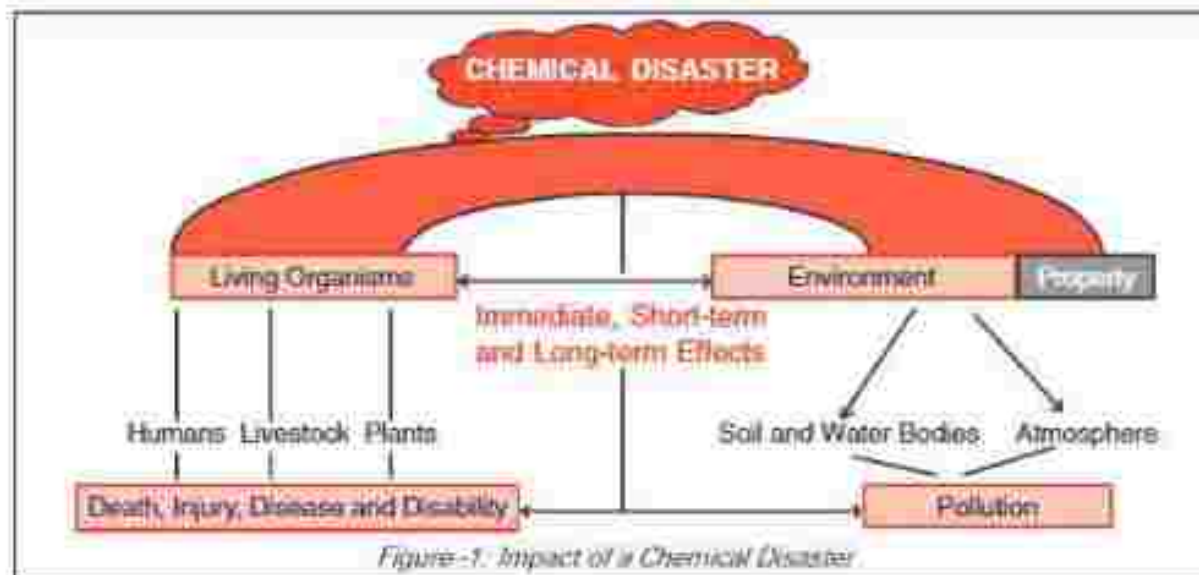 CHEMICAL DISASTER
Living Organisms
Environment
Property
Immediate, Short-term
and Long-term Effects
Humans Livestock Plants
Soil and Water Bodies Atmosphere
Death, Injury, Disease and Disability
Pollution
Figure -1: Impact of a Chemical Disaster